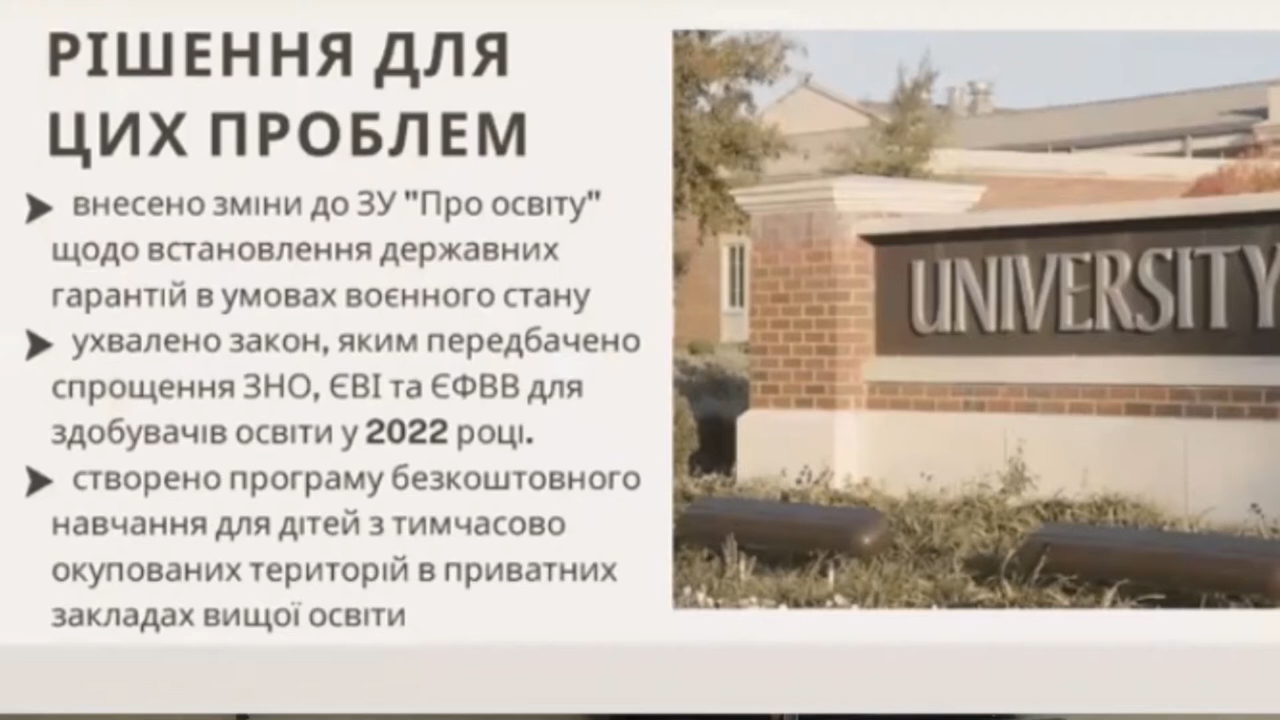 РІШЕННЯ ДЛЯ
ЦИХ ПРОБЛЕМ
внесено зміни до ЗУ "Про освіту"
щодо встановлення державних
гарантій в умовах воєнного стану
ухвалено закон, яким передбачено
спрощення ЗНО, ЄВІ та ЄФВВ для
здобувачів освіти у 2022 році.
створено програму безкоштовного
навчання для дітей з тимчасово
окупованих територій в приватних
закладах вищої освіти
UNIVERSITY